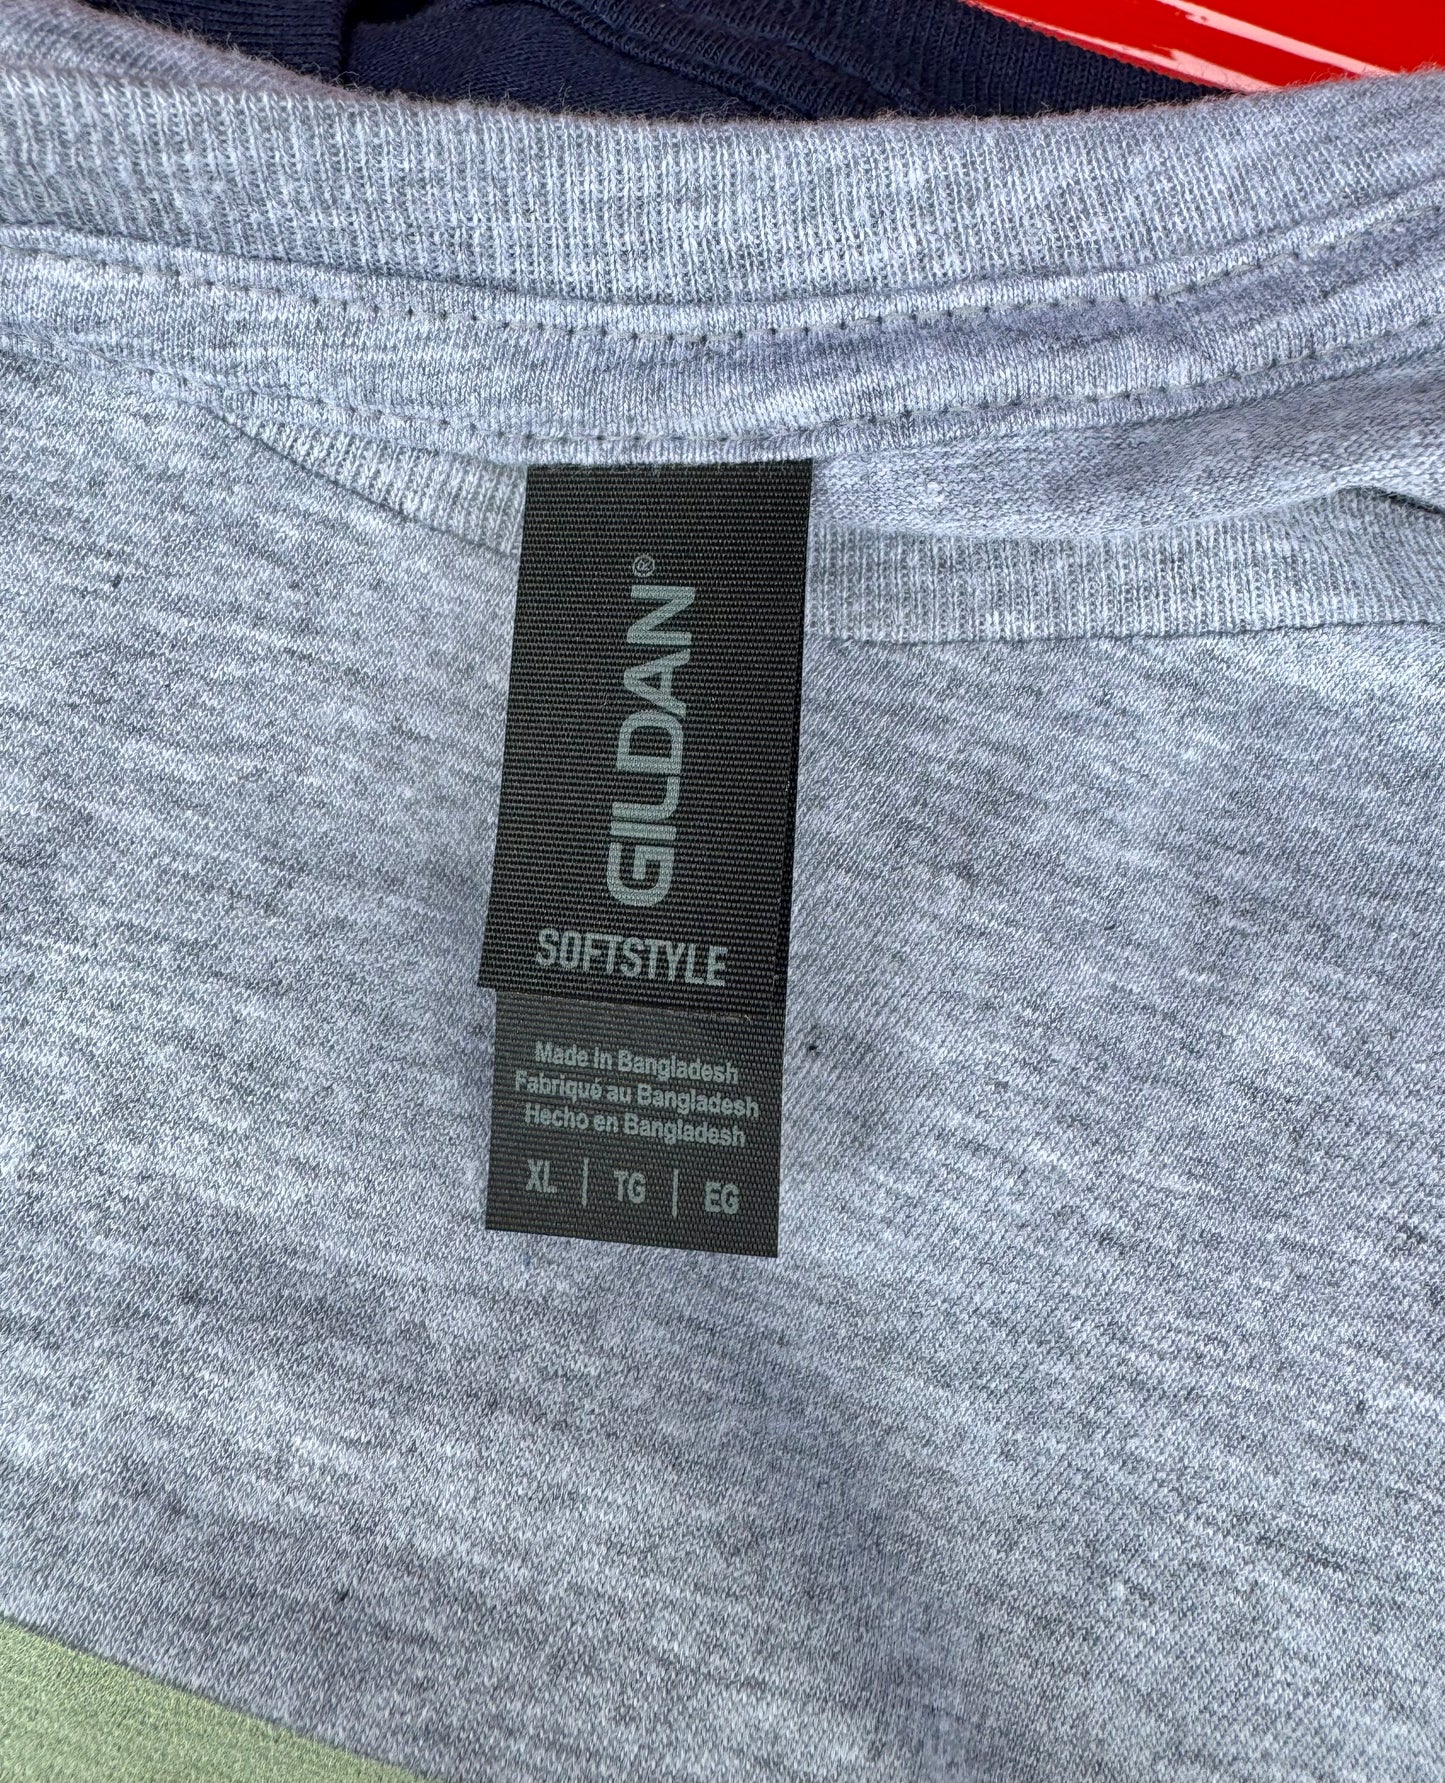 GILDAN®
SOFTSTYLE
Made in Bangladesh
Fabriqué au Bangladesh
Hecho en Bangladesh
XL | TG | EG